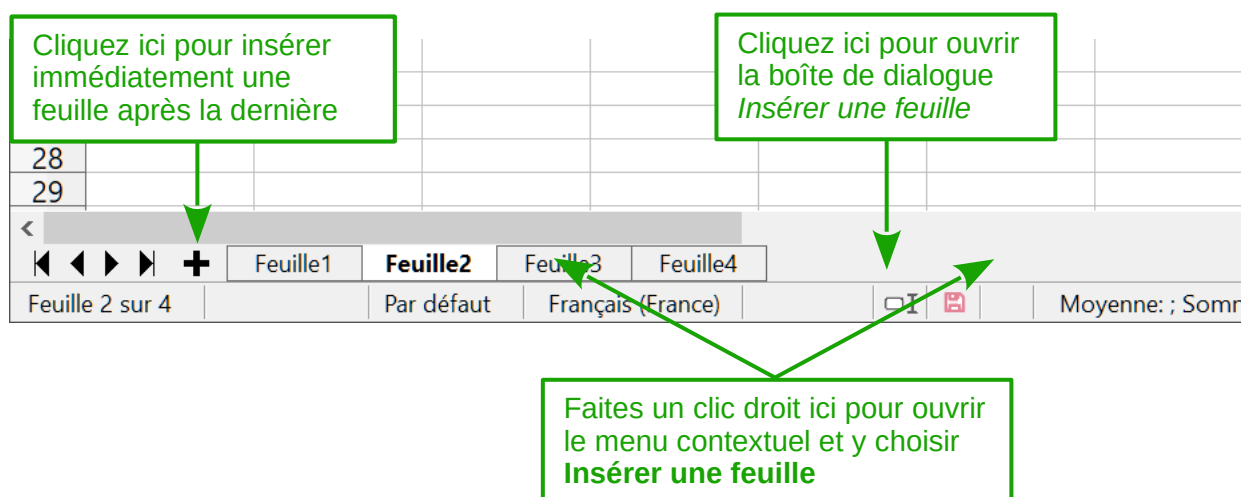 Cliquez ici pour insérer
immédiatement une
feuille après la dernière
Cliquez ici pour ouvrir
la boîte de dialogue
Insérer une feuille
28
29
Feuille1 Feuille2 Feuille3 Feuille4
Feuille 2 sur 4 Par défaut Français (France) Moyenne: ; Somm
Faites un clic droit ici pour ouvrir
le menu contextuel et y choisir
Insérer une feuille